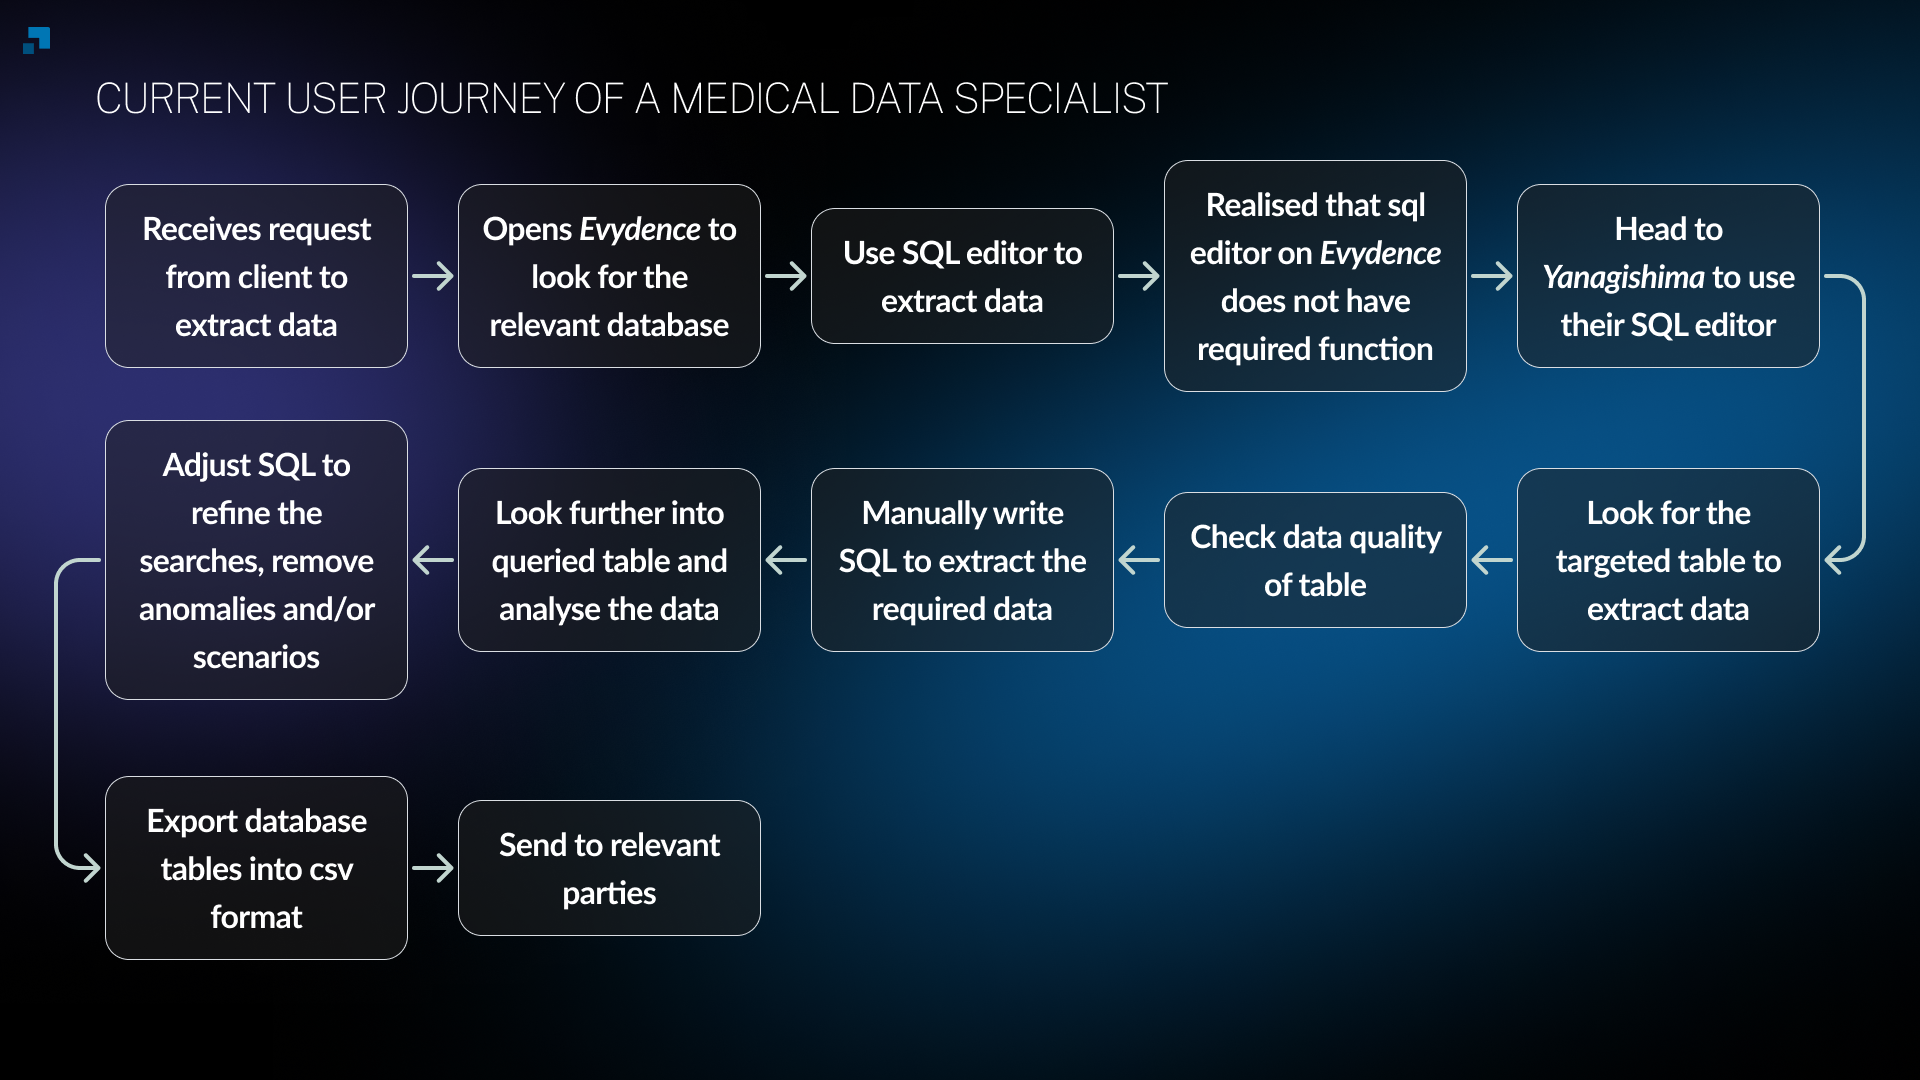 CURRENT USER JOURNEY OF A MEDICAL DATA SPECIALIST
Receives request
from client to
extract data
Opens Evydence to
look for the
relevant database
Use SQL editor to
extract data
Realised that sql
editor on Evydence
does not have
required function
Head to
Yanagishima to use
their SQL editor
Look for the
targeted table to
extract data
Check data quality
of table
Manually write
SQL to extract the
required data
Look further into
queried table and
analyse the data
Adjust SQL to
refine the
searches, remove
anomalies and/or
scenarios
Export database
tables into csv
format
Send to relevant
parties